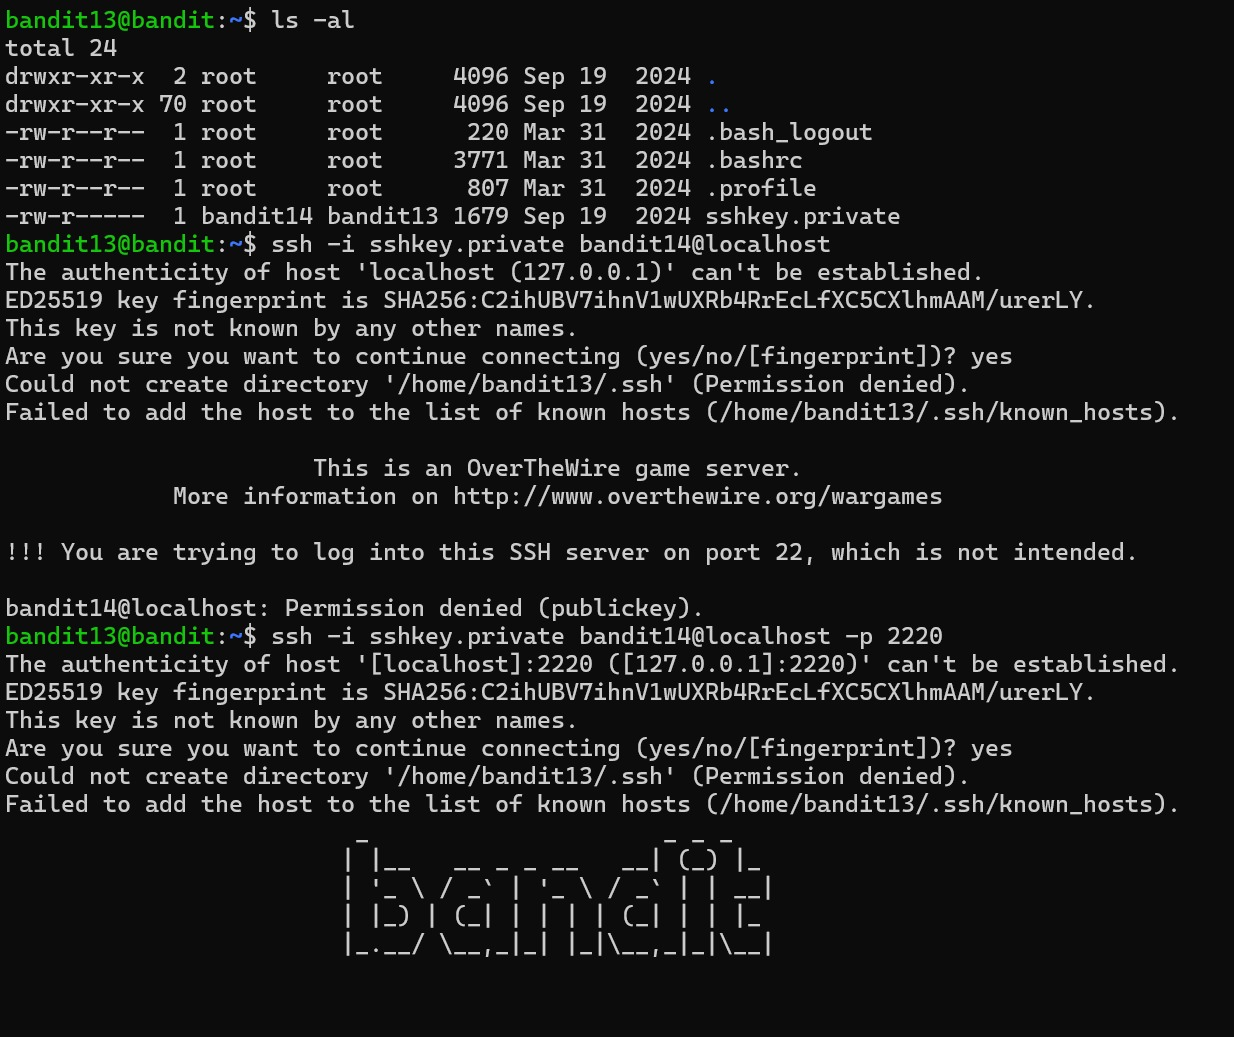 bandit13@bandit:~$ ls -al
total 24
drwxr-xr-x  2 root     root     4096 Sep 19  2024 .
drwxr-xr-x 70 root     root     4096 Sep 19  2024 ..
-rw-r--r--  1 root     root      220 Mar 31  2024 .bash_logout
-rw-r--r--  1 root     root     3771 Mar 31  2024 .bashrc
-rw-r--r--  1 root     root      807 Mar 31  2024 .profile
-rw-r-----  1 bandit14 bandit13 1679 Sep 19  2024 sshkey.private
bandit13@bandit:~$ ssh -i sshkey.private bandit14@localhost
The authenticity of host 'localhost (127.0.0.1)' can't be established.
ED25519 key fingerprint is SHA256:C2ihUBV7ihnV1wUXRb4RrEcLfXC5CXlhmAAM/urerLY.
This key is not known by any other names.
Are you sure you want to continue connecting (yes/no/[fingerprint])? yes
Could not create directory '/home/bandit13/.ssh' (Permission denied).
Failed to add the host to the list of known hosts (/home/bandit13/.ssh/known_hosts).
This is an OverTheWire game server.
More information on http://www.overthewire.org/wargames
!!! You are trying to log into this SSH server on port 22, which is not intended.
bandit14@localhost: Permission denied (publickey).
bandit13@bandit:~$ ssh -i sshkey.private bandit14@localhost -p 2220
The authenticity of host '[localhost]:2220 ([127.0.0.1]:2220)' can't be established.
ED25519 key fingerprint is SHA256:C2ihUBV7ihnV1wUXRb4RrEcLfXC5CXlhmAAM/urerLY.
This key is not known by any other names.
Are you sure you want to continue connecting (yes/no/[fingerprint])? yes
Could not create directory '/home/bandit13/.ssh' (Permission denied).
Failed to add the host to the list of known hosts (/home/bandit13/.ssh/known_hosts).
bandit